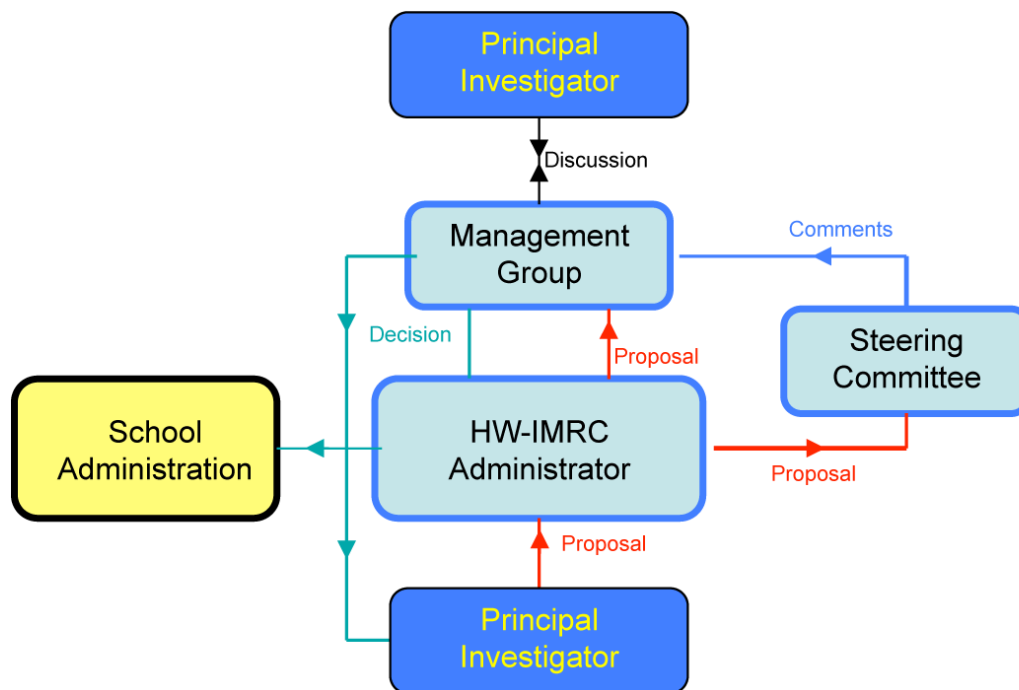 Principal
Investigator
Discussion
Management
Group
Comments
Decision
Proposal
Steering
Committee
School
Administration
HW-IMRC
Administrator
Proposal
Proposal
Principal
Investigator